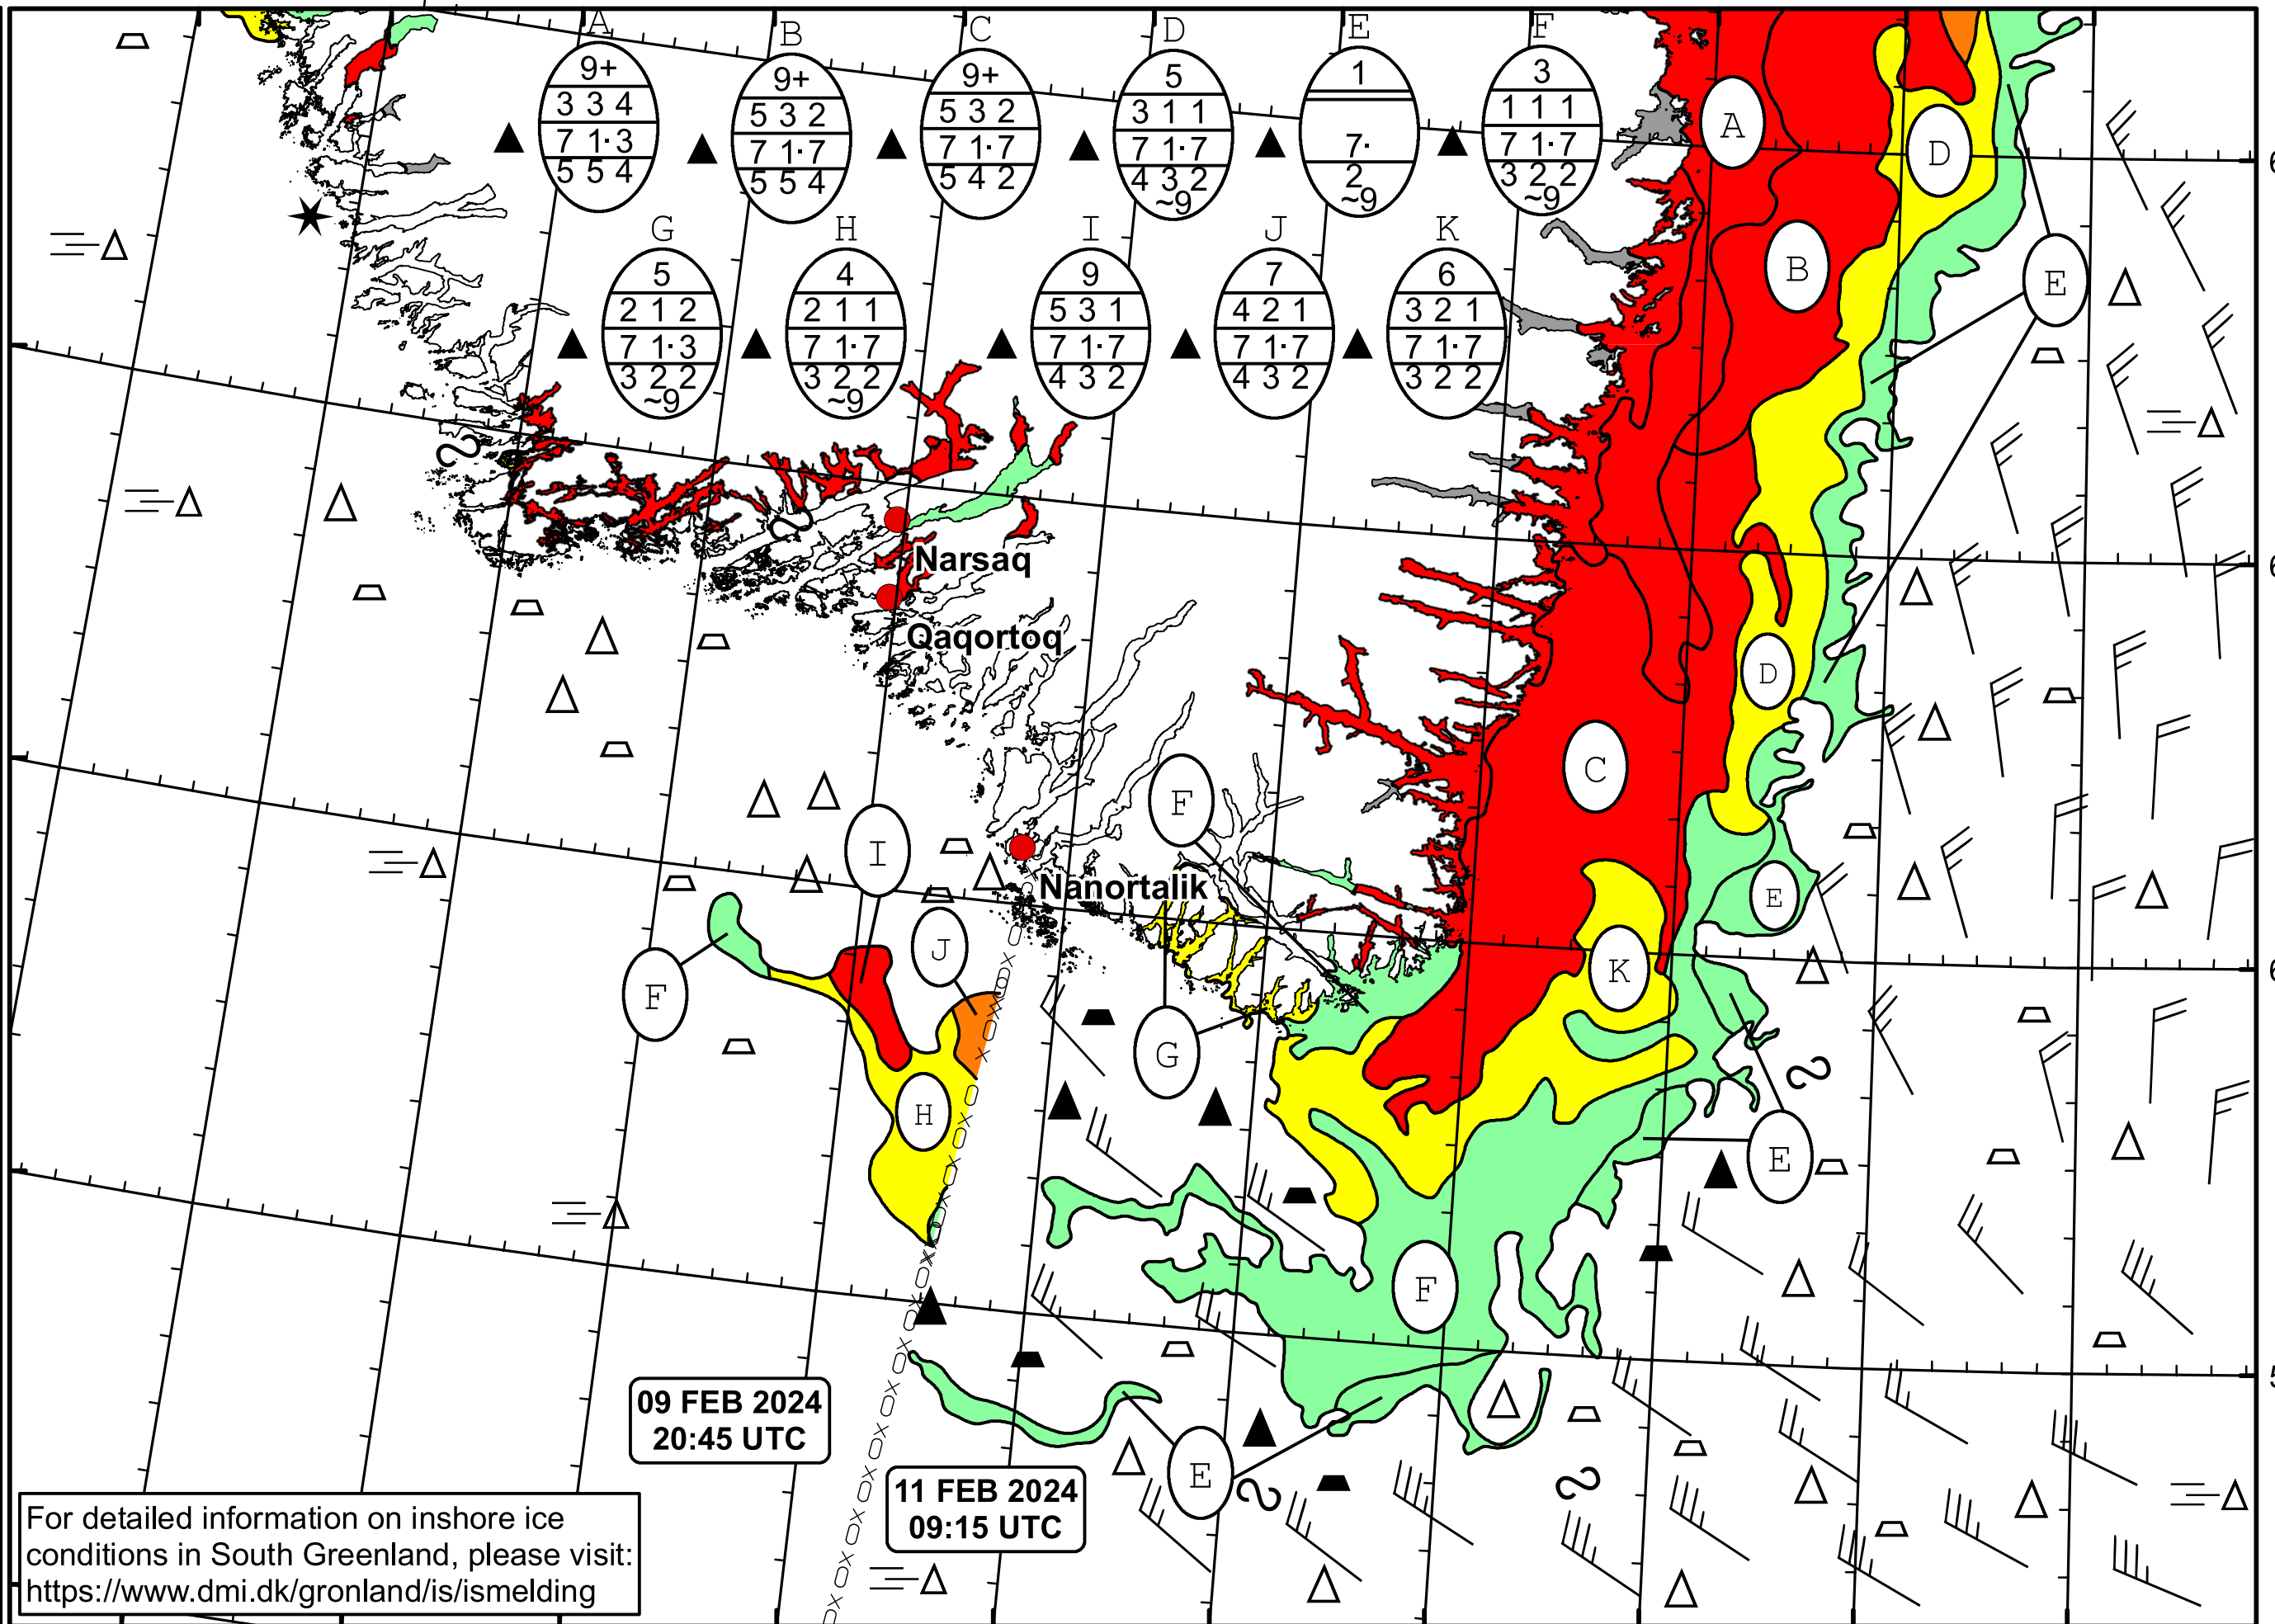 A B C D E F
9+
3 3 4
7 1· 3
5 5 4
9+
5 3 2
7 1· 7
5 5 4
9+
5 3 2
7 1· 7
5 4 2
5
3 1 1
7 1· 7
4 3 2
~9
1
7·
2
~9
3
1 1 1
7 1· 7
3 2 2
~9
G H I J K
5
2 1 2
7 1· 3
3 2 2
~9
4
2 1 1
7 1· 7
3 2 2
~9
9
5 3 1
7 1· 7
4 3 2
7
4 2 1
7 1· 7
4 3 2
6
3 2 1
7 1· 7
3 2 2
A
D
B
E
Narsaq
Qaqortoq
D
C
F
I
Nanortalik
E
J
K
F
G
H
E
F
09 FEB 2024
20:45 UTC
E
11 FEB 2024
09:15 UTC
For detailed information on inshore ice
conditions in South Greenland, please visit:
https://www.dmi.dk/gronland/is/ismelding